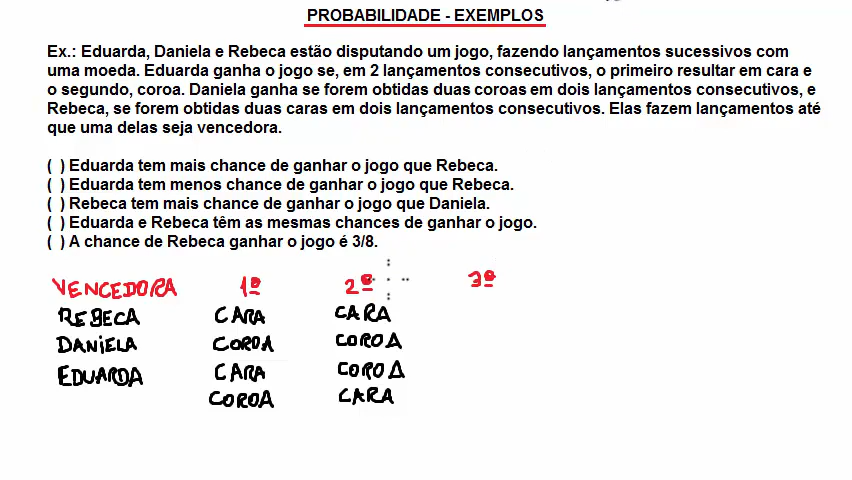 PROBABILIDADE - EXEMPLOS
Ex.: Eduarda, Daniela e Rebeca estão disputando um jogo, fazendo lançamentos sucessivos com
uma moeda. Eduarda ganha o jogo se, em 2 lançamentos consecutivos, o primeiro resultar em cara e
o segundo, coroa. Daniela ganha se forem obtidas duas coroas em dois lançamentos consecutivos, e
Rebeca, se forem obtidas duas caras em dois lançamentos consecutivos. Elas fazem lançamentos até
que uma delas seja vencedora.
( ) Eduarda tem mais chance de ganhar o jogo que Rebeca.
( ) Eduarda tem menos chance de ganhar o jogo que Rebeca.
( ) Rebeca tem mais chance de ganhar o jogo que Daniela.
( ) Eduarda e Rebeca têm as mesmas chances de ganhar o jogo.
( ) A chance de Rebeca ganhar o jogo é 3/8.
VENCEDORA 1º 2º 3º
REBECA CARA CARA
DANIELA COROA COROA
EDUARDA CARA COROA
COROA CARA